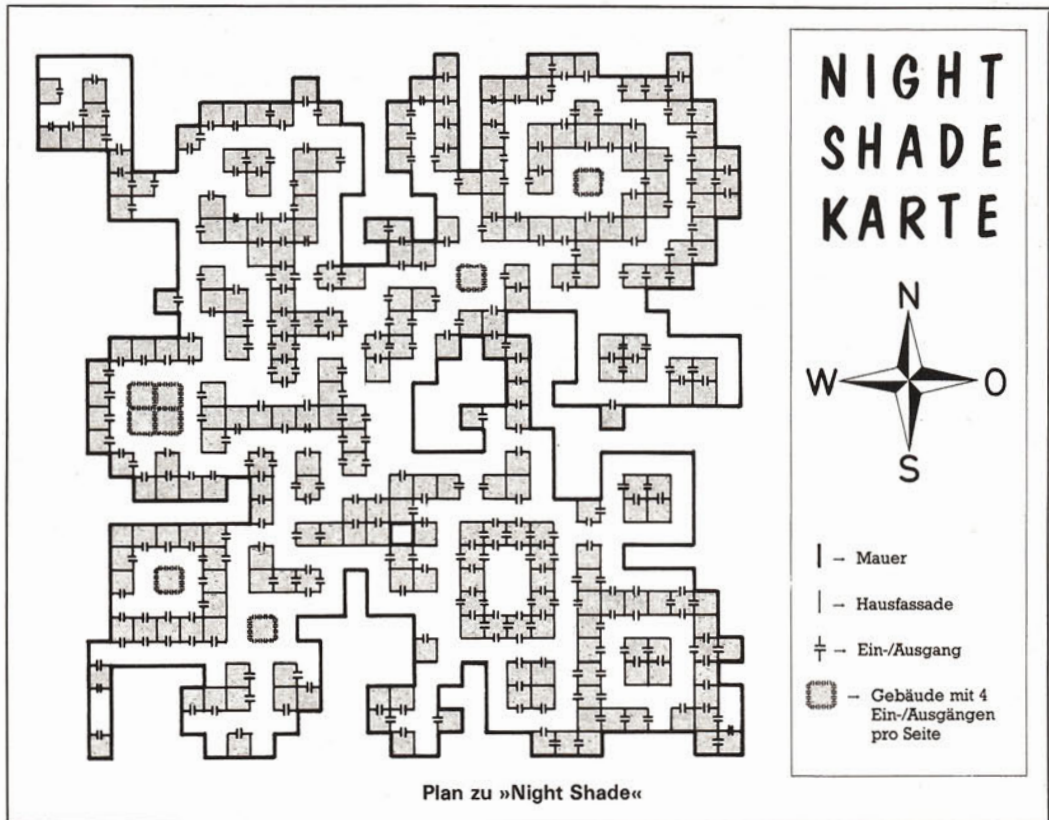 NIGHT
SHADE
KARTE
N
W
O
S
→ Mauer
→ Hausfassade
→ Ein-/Ausgang
→ Gebäude mit 4
Ein-/Ausgängen
pro Seite
Plan zu »Night Shade«